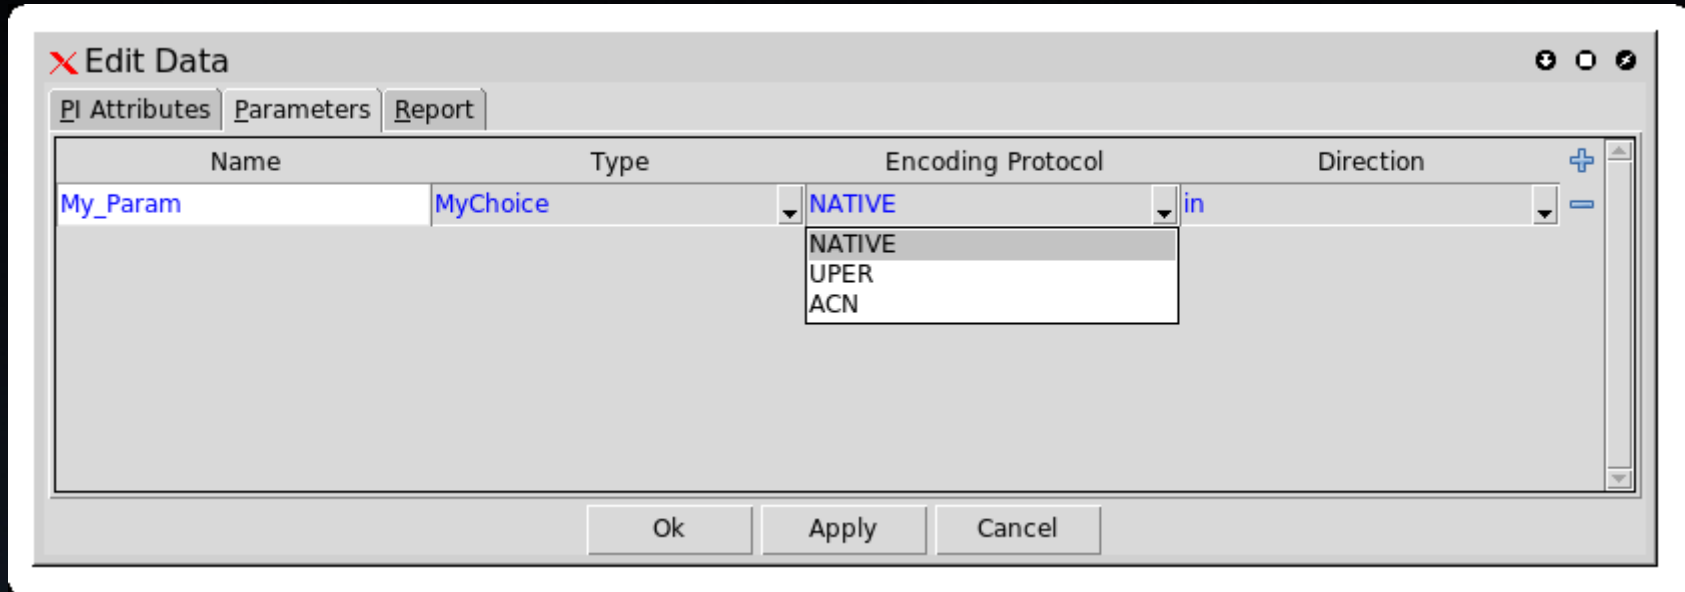 Edit Data
PI Attributes Parameters Report
Name Type Encoding Protocol Direction
My_Param MyChoice NATIVE in
NATIVE
UPER
ACN
Ok Apply Cancel